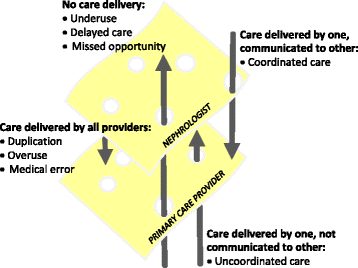 No care delivery:
• Underuse
• Delayed care
• Missed opportunity
Care delivered by one,
communicated to other:
• Coordinated care
NEPHROLOGIST
Care delivered by all providers:
• Duplication
• Overuse
• Medical error
PRIMARY CARE PROVIDER
Care delivered by one, not
communicated to other:
• Uncoordinated care